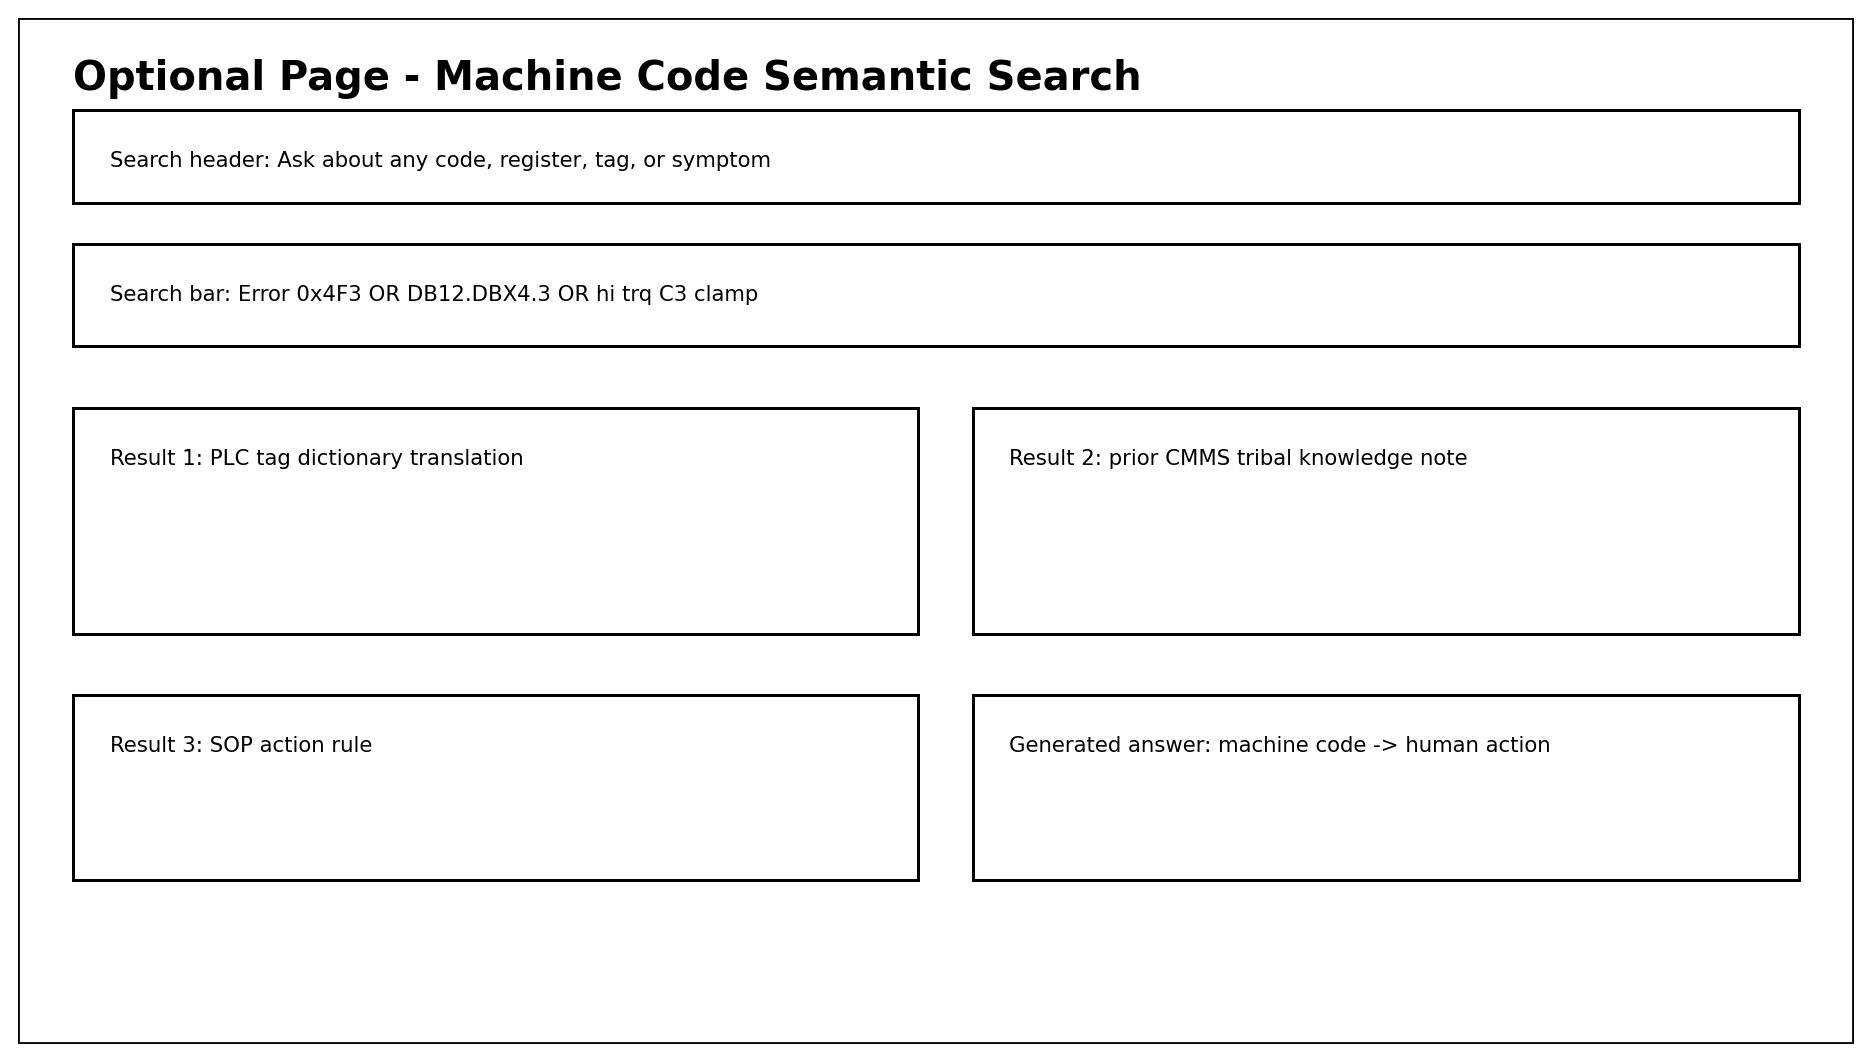 Optional Page - Machine Code Semantic Search
Search header: Ask about any code, register, tag, or symptom
Search bar: Error 0x4F3 OR DB12.DBX4.3 OR hi trq C3 clamp
Result 1: PLC tag dictionary translation
Result 2: prior CMMS tribal knowledge note
Result 3: SOP action rule
Generated answer: machine code -> human action